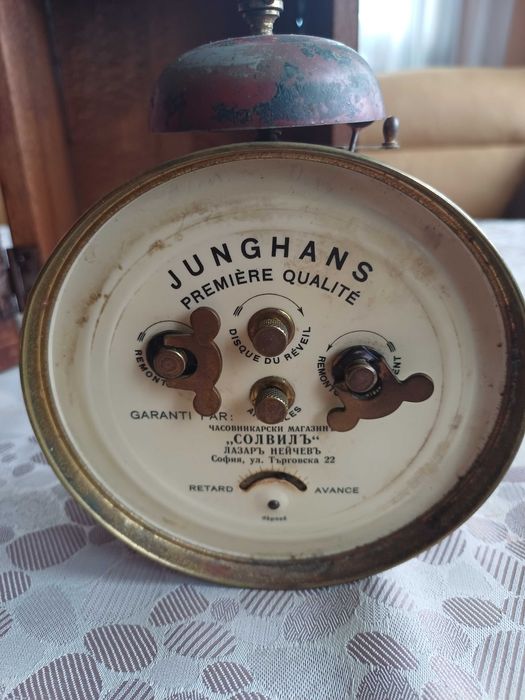 JUNGHANS
PREMIÈRE QUALITÉ
DISQUE DU RÉVEIL
GARANTI PAR:
ЧАСОВНИКАРСКИ МАГАЗИНЪ
„СОЛВИЛЪ“
ЛАЗАРЪ НЕЙЧЕВЪ
София, ул. Търговска 22
RETARD AVANCE